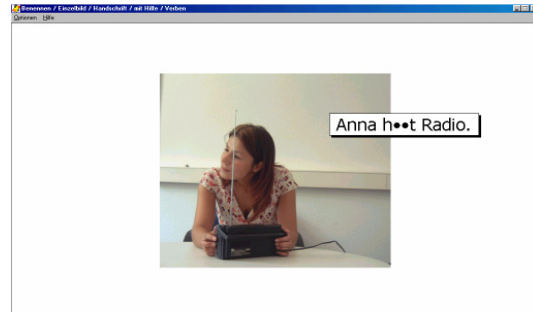 Benennen / Einzelbild / Handschrift / mit Hilfe / Verben
Optionen Hilfe
Anna h●●t Radio.